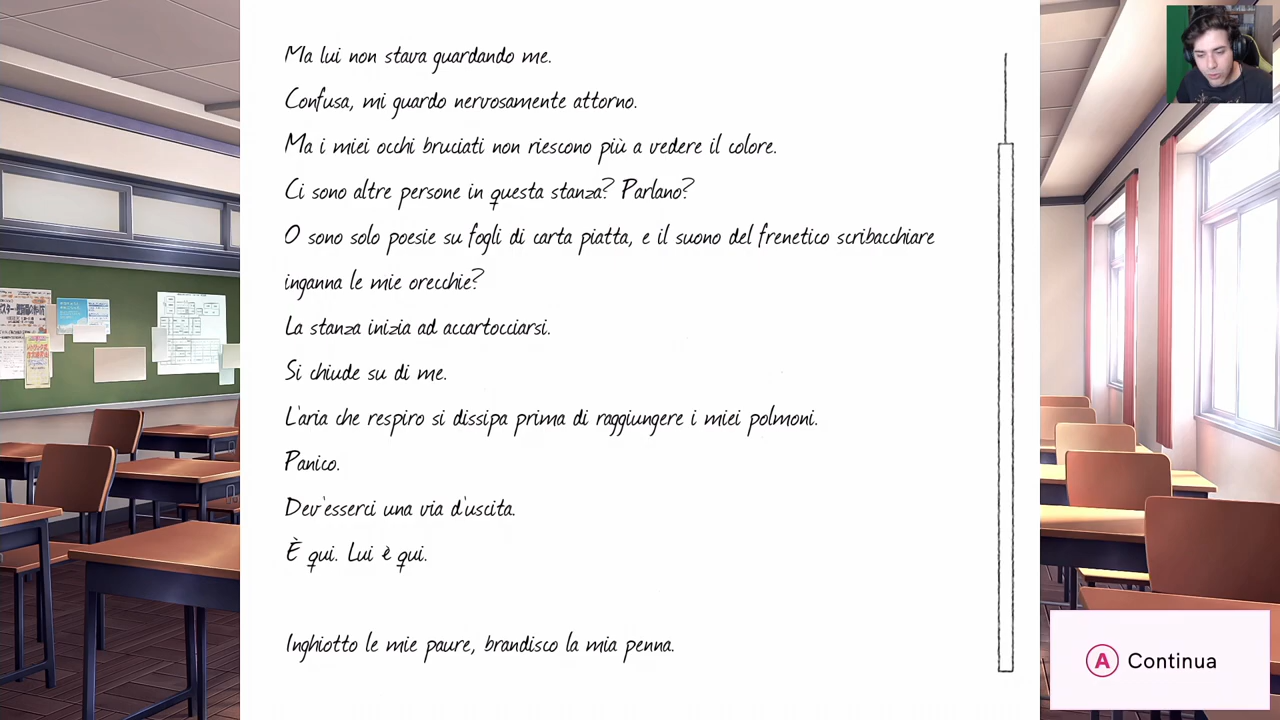 Ma lui non stava guardando me.
Confusa, mi guardo nervosamente attorno.
Ma i miei occhi bruciati non riescono più a vedere il colore.
Ci sono altre persone in questa stanza? Parlano?
O sono solo poesie su fogli di carta piatta, e il suono del frenetico scribacchiare
inganna le mie orecchie?
La stanza inizia ad accartocciarsi.
Si chiude su di me.
L'aria che respiro si dissipa prima di raggiungere i miei polmoni.
Panico.
Dev'esserci una via d'uscita.
È qui. Lui è qui.
Inghiotto le mie paure, brandisco la mia penna.
A Continua